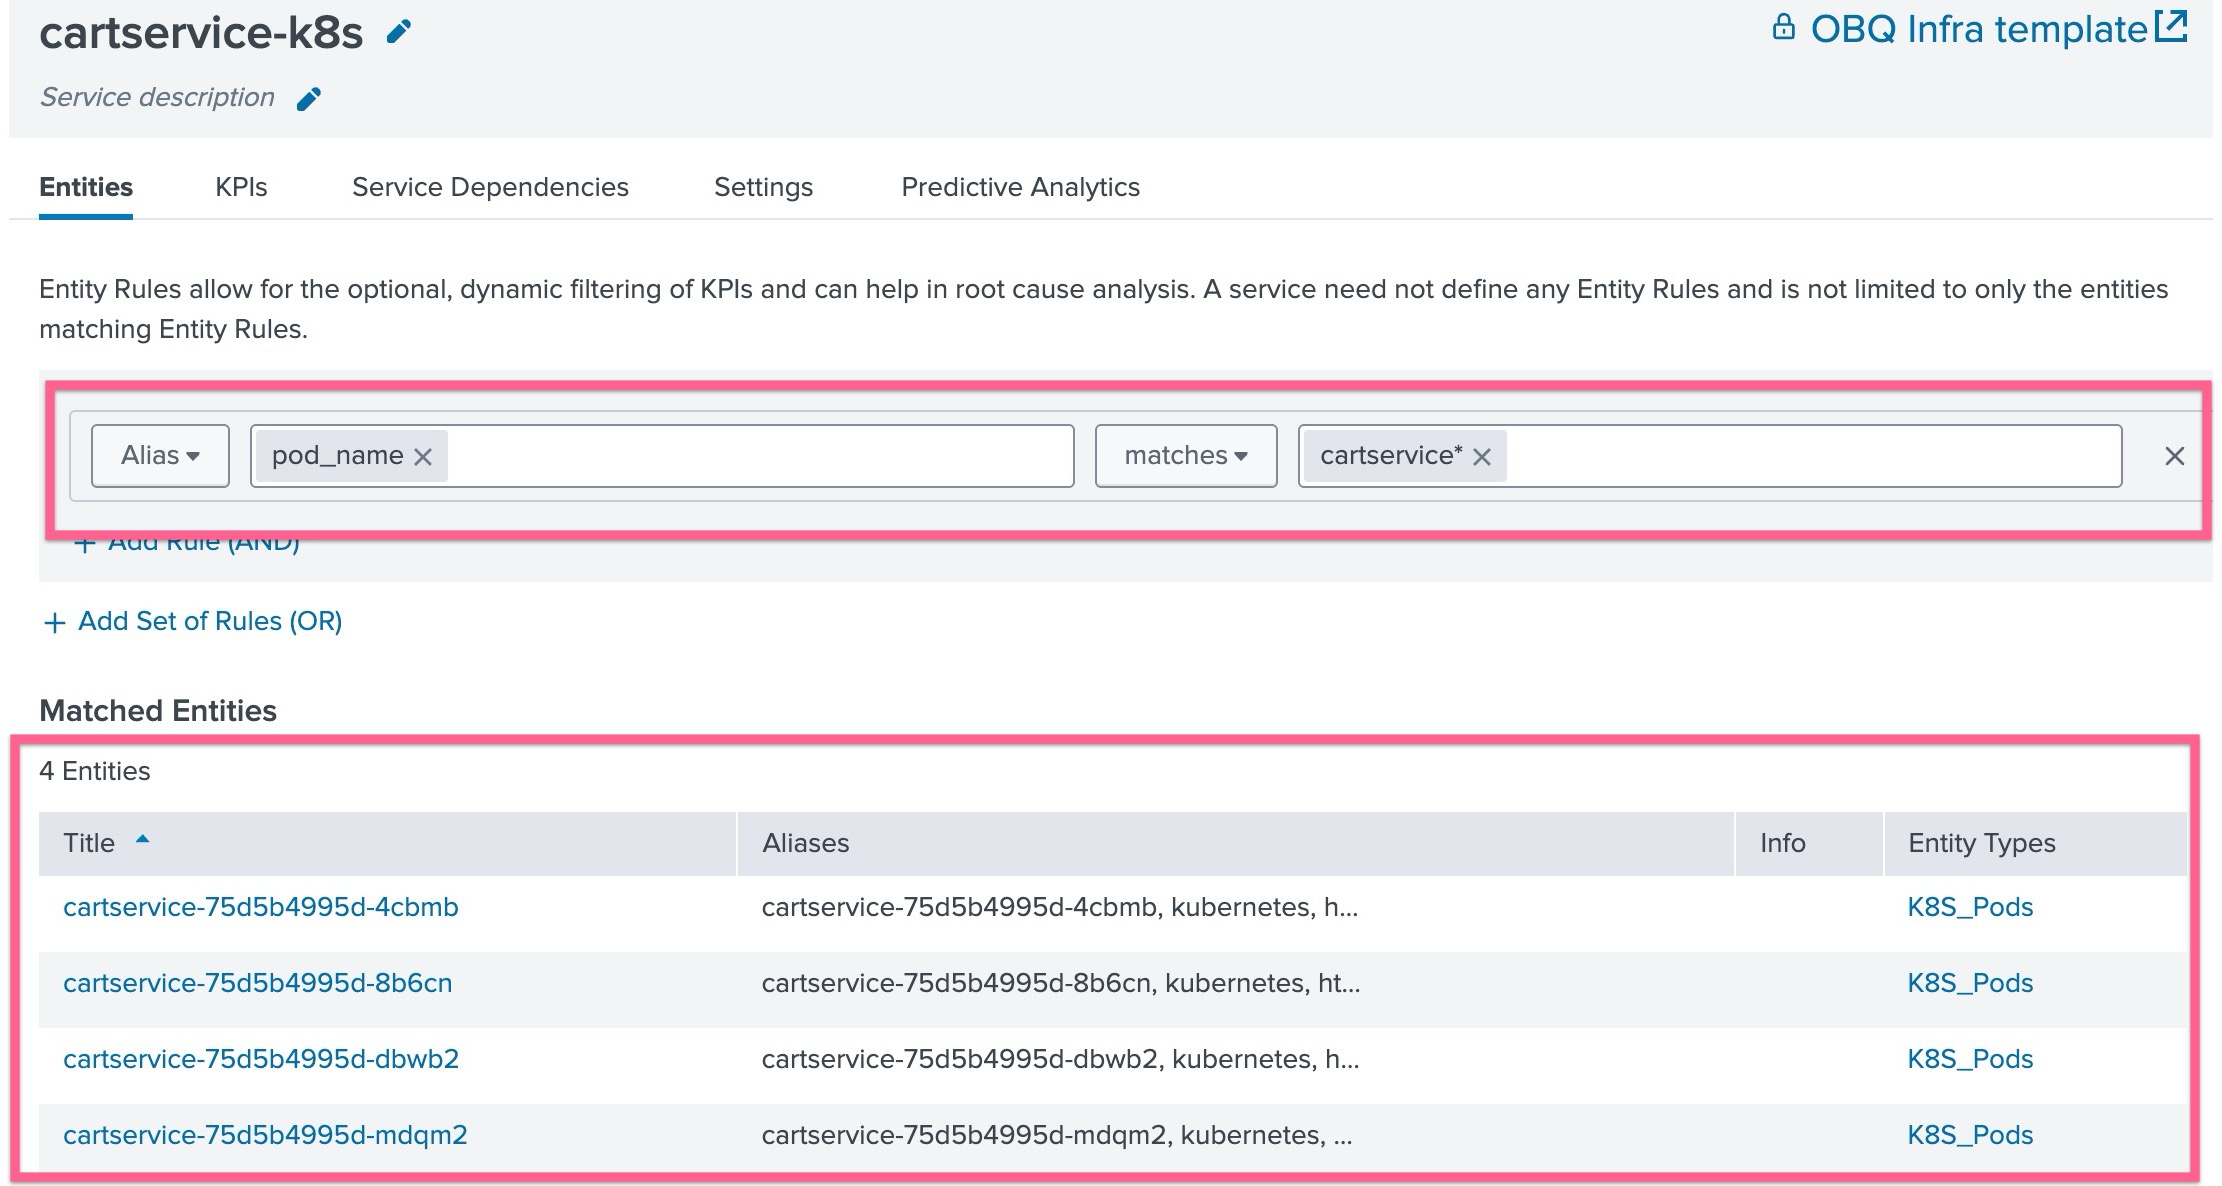 cartservice-k8s
OBQ Infra template
Service description
Entities KPIs Service Dependencies Settings Predictive Analytics
Entity Rules allow for the optional, dynamic filtering of KPIs and can help in root cause analysis. A service need not define any Entity Rules and is not limited to only the entities
matching Entity Rules.
Alias pod_name matches cartservice*
+ Add Rule (AND)
+ Add Set of Rules (OR)
Matched Entities
4 Entities
Title Aliases Info Entity Types
cartservice-75d5b4995d-4cbmb cartservice-75d5b4995d-4cbmb, kubernetes, h... K8S_Pods
cartservice-75d5b4995d-8b6cn cartservice-75d5b4995d-8b6cn, kubernetes, ht... K8S_Pods
cartservice-75d5b4995d-dbwb2 cartservice-75d5b4995d-dbwb2, kubernetes, h... K8S_Pods
cartservice-75d5b4995d-mdqm2 cartservice-75d5b4995d-mdqm2, kubernetes, ... K8S_Pods